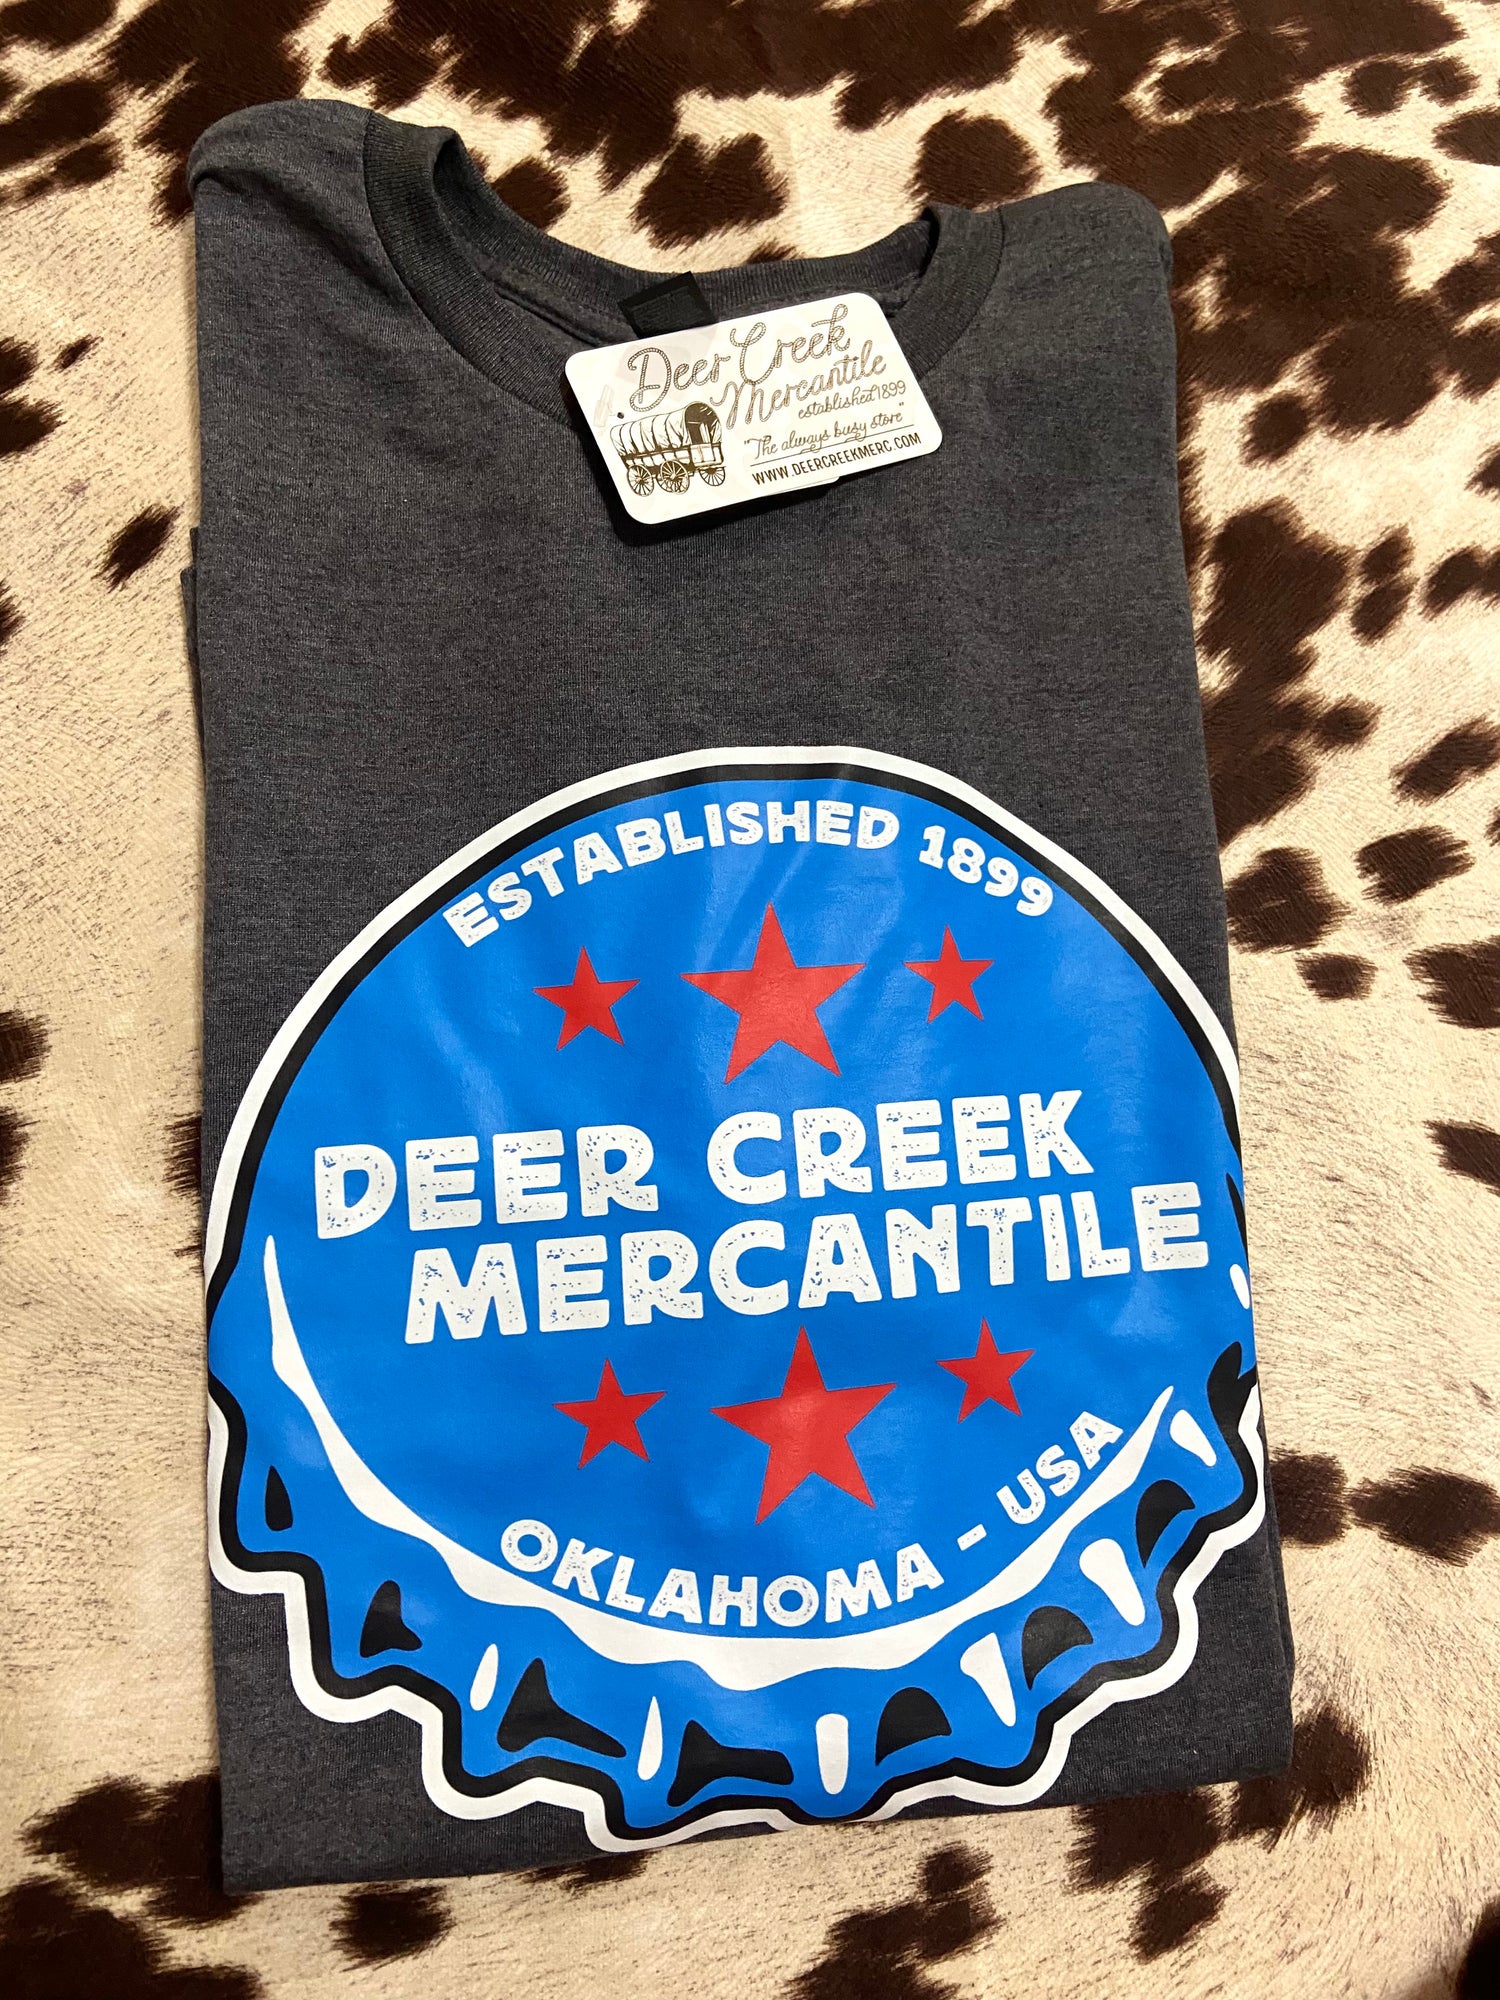 Deer Creek
Mercantile
established 1899
"The always busy store"
WWW.DEERCREEKMERC.COM
ESTABLISHED 1899
DEER CREEK
MERCANTILE
OKLAHOMA - USA